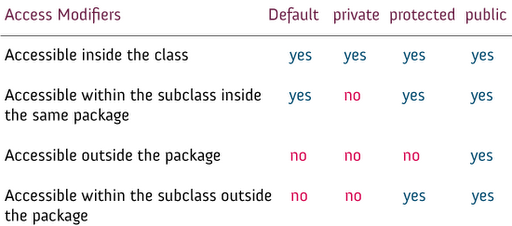 Access Modifiers Default private protected public
Accessible inside the class yes yes yes yes
Accessible within the subclass inside yes no yes yes
the same package
Accessible outside the package no no no yes
Accessible within the subclass outside no no yes yes
the package